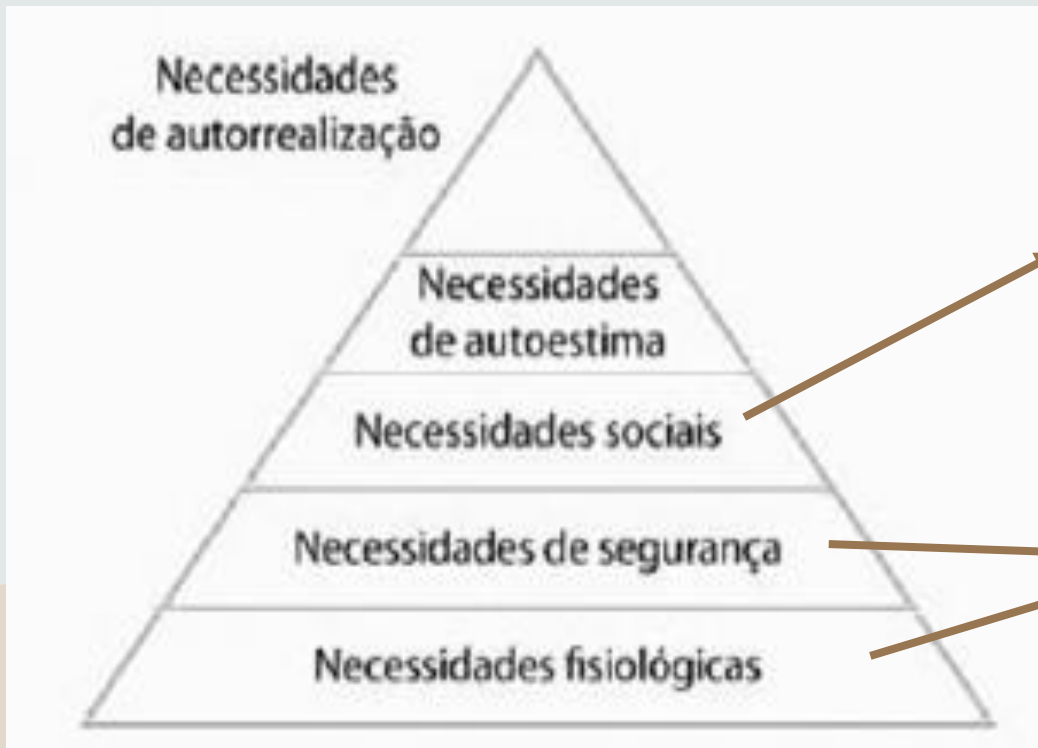 Necessidades
de autorrealização
Necessidades
de autoestima
Necessidades sociais
Necessidades de segurança
Necessidades fisiológicas